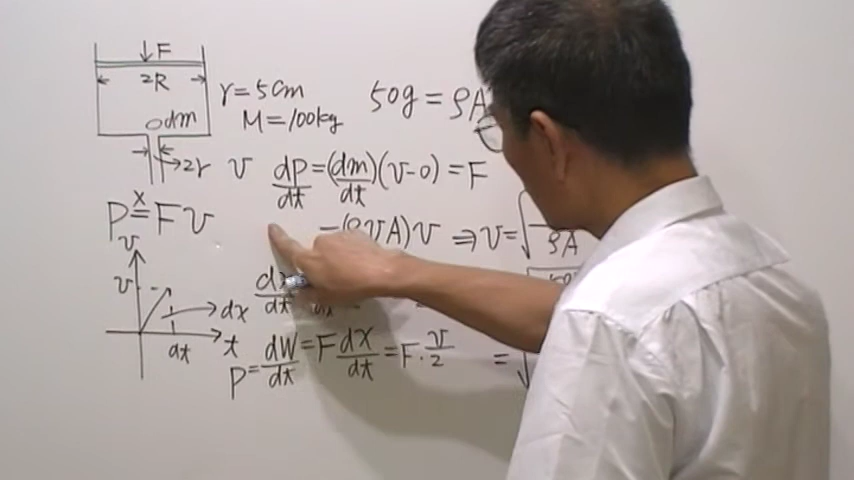 F
2R
dm
2r
r=5cm
M=100kg
50g=ρA
v dp/dt=(dm/dt)(v-0)=F
P=Fv
x
=(ρvA)v ⇒v=√
ρA
v
v
dx
t
dt
dx/dt
P=dW/dt=F dx/dt=F·v/2 =√